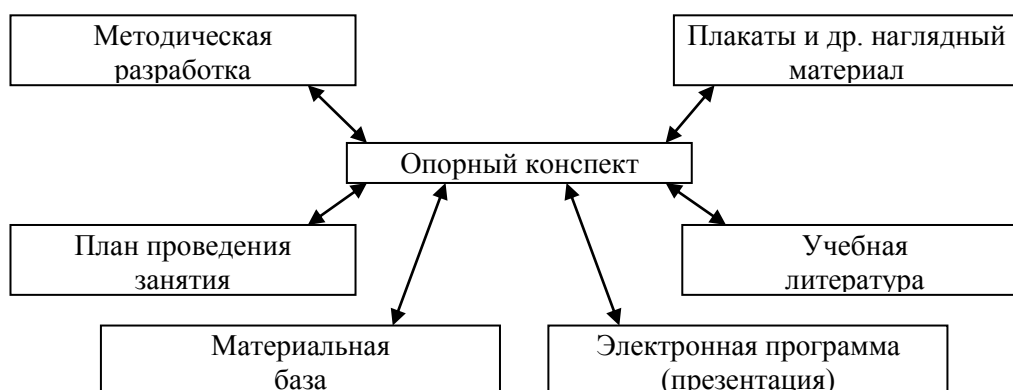 Методическая
разработка
Плакаты и др. наглядный
материал
Опорный конспект
План проведения
занятия
Учебная
литература
Материальная
база
Электронная программа
(презентация)